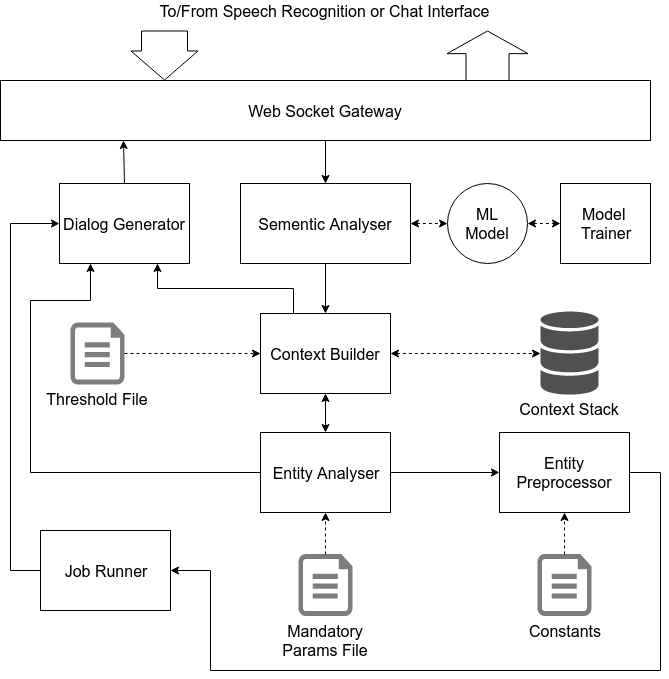 To/From Speech Recognition or Chat Interface
Web Socket Gateway
Dialog Generator
Sementic Analyser
ML
Model
Model
Trainer
Context Builder
Threshold File
Context Stack
Entity Analyser
Entity
Preprocessor
Job Runner
Mandatory
Params File
Constants